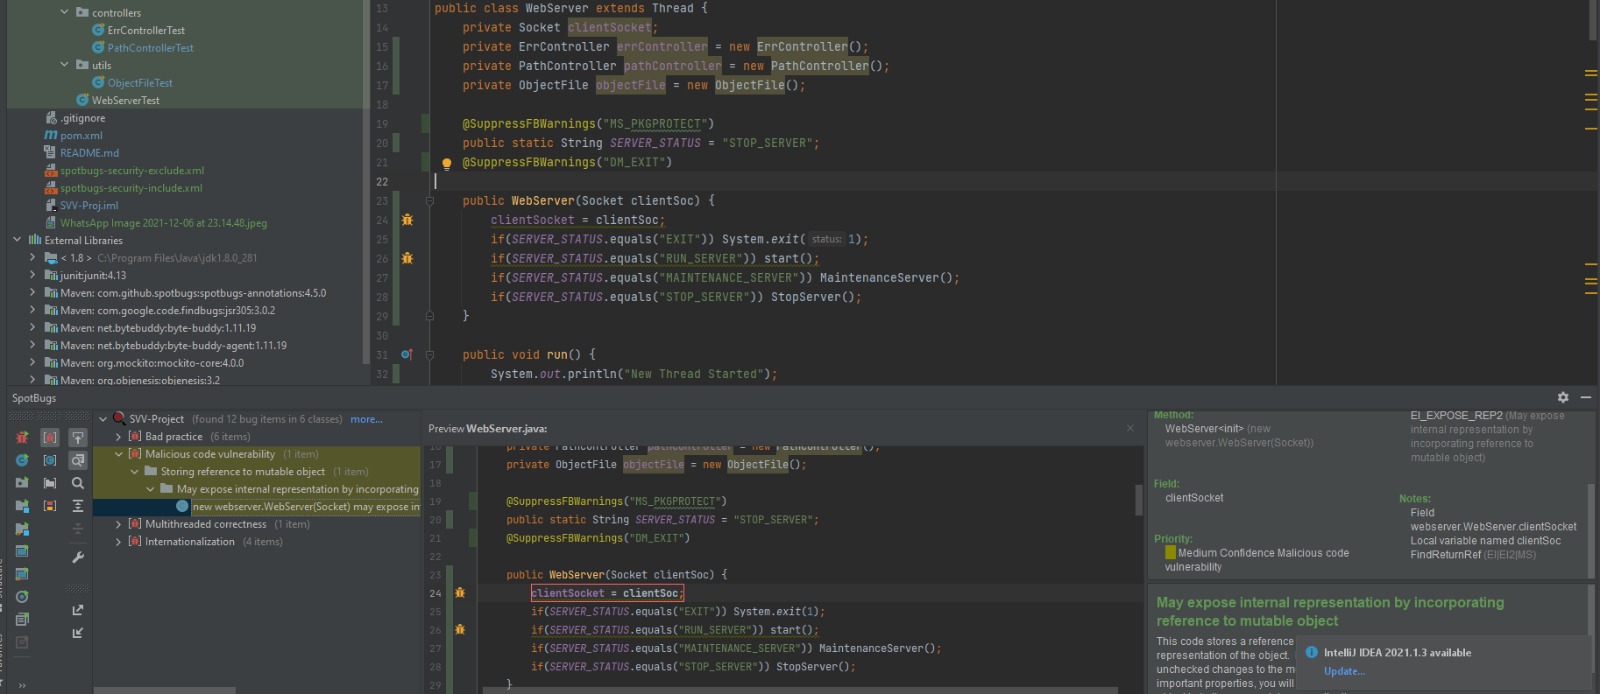 controllers
ErrControllerTest
PathControllerTest
utils
ObjectFileTest
WebServerTest
.gitignore
pom.xml
README.md
spotbugs-security-exclude.xml
spotbugs-security-include.xml
SVV-Proj.iml
WhatsApp Image 2021-12-06 at 23.14.48.jpeg
External Libraries
< 1.8 > C:\Program Files\Java\jdk1.8.0_281
junit:junit:4.13
Maven: com.github.spotbugs:spotbugs-annotations:4.5.0
Maven: com.google.code.findbugs:jsr305:3.0.2
Maven: net.bytebuddy:byte-buddy:1.11.19
Maven: net.bytebuddy:byte-buddy-agent:1.11.19
Maven: org.mockito:mockito-core:4.0.0
Maven: org.objenesis:objenesis:3.2
13 public class WebServer extends Thread {
14 private Socket clientSocket;
15 private ErrController errController = new ErrController();
16 private PathController pathController = new PathController();
17 private ObjectFile objectFile = new ObjectFile();
18
19 @SuppressFBWarnings("MS_PKGPROTECT")
20 public static String SERVER_STATUS = "STOP_SERVER";
21 @SuppressFBWarnings("DM_EXIT")
22
23 public WebServer(Socket clientSoc) {
24 clientSocket = clientSoc;
25 if(SERVER_STATUS.equals("EXIT")) System.exit( status: 1);
26 if(SERVER_STATUS.equals("RUN_SERVER")) start();
27 if(SERVER_STATUS.equals("MAINTENANCE_SERVER")) MaintenanceServer();
28 if(SERVER_STATUS.equals("STOP_SERVER")) StopServer();
29 }
30
31 public void run() {
32 System.out.println("New Thread Started");
SpotBugs
SVV-Project (found 12 bug items in 6 classes) more...
Bad practice (6 items)
Malicious code vulnerability (1 item)
Storing reference to mutable object (1 item)
May expose internal representation by incorporating
new webserver.WebServer(Socket) may expose in
Multithreaded correctness (1 item)
Internationalization (4 items)
Preview WebServer.java:
private PathController pathController = new PathController();
17 private ObjectFile objectFile = new ObjectFile();
18
19 @SuppressFBWarnings("MS_PKGPROTECT")
20 public static String SERVER_STATUS = "STOP_SERVER";
21 @SuppressFBWarnings("DM_EXIT")
22
23 public WebServer(Socket clientSoc) {
24 clientSocket = clientSoc;
25 if(SERVER_STATUS.equals("EXIT")) System.exit(1);
26 if(SERVER_STATUS.equals("RUN_SERVER")) start();
27 if(SERVER_STATUS.equals("MAINTENANCE_SERVER")) MaintenanceServer();
28 if(SERVER_STATUS.equals("STOP_SERVER")) StopServer();
29 }
Method:
WebServer<init> (new
webserver.WebServer(Socket))
EI_EXPOSE_REP2 (May expose
internal representation by
incorporating reference to
mutable object)
Field:
clientSocket
Notes:
Field
webserver.WebServer.clientSocket
Local variable named clientSoc
FindReturnRef (EI|EI2|MS)
Priority:
Medium Confidence Malicious code
vulnerability
May expose internal representation by incorporating
reference to mutable object
This code stores a reference
representation of the object.
unchecked changes to the m
important properties, you will
IntelliJ IDEA 2021.1.3 available
Update...